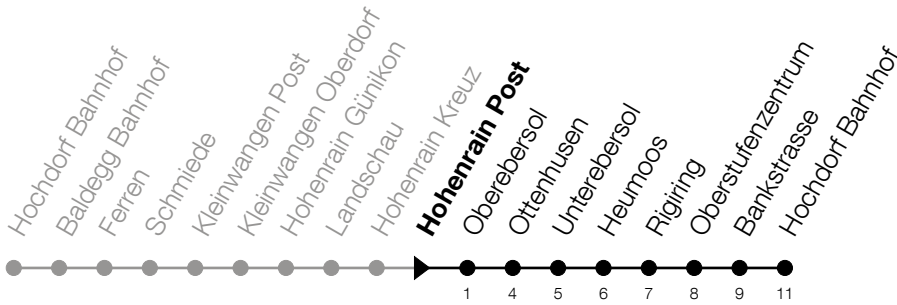 Hochdorf Bahnhof
Baldegg Bahnhof
Ferren
Schmiede
Kleinwangen Post
Kleinwangen Oberdorf
Hohenrain Günikon
Landschau
Hohenrain Kreuz
Hohenrain Post
Oberebersol
Ottenhusen
Unterebersol
Heumoos
Rigiring
Oberstufenzentrum
Bankstrasse
Hochdorf Bahnhof
1 4 5 6 7 8 9 11